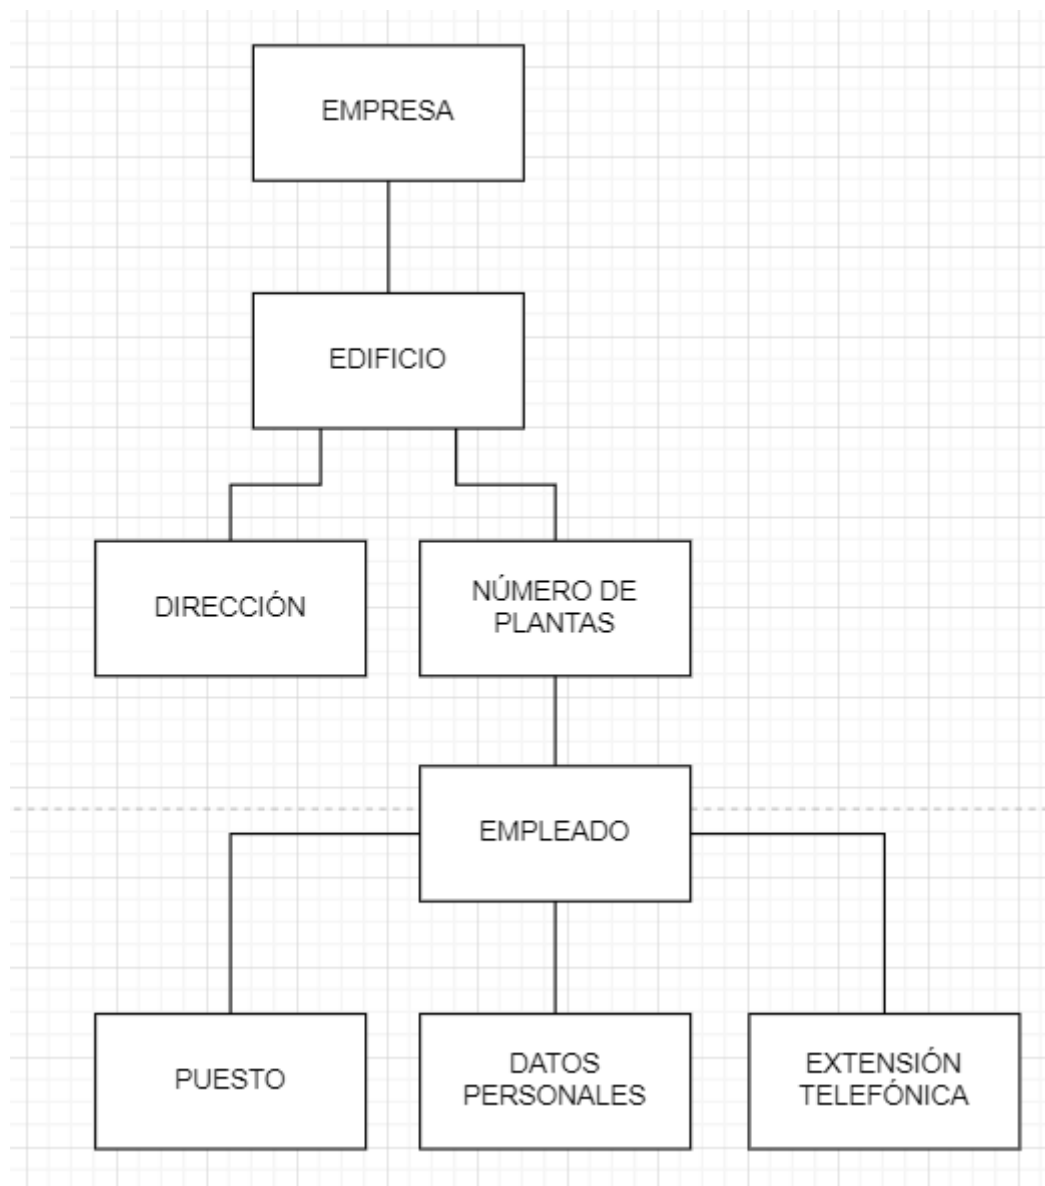 EMPRESA
EDIFICIO
DIRECCIÓN
NÚMERO DE
PLANTAS
EMPLEADO
PUESTO
DATOS
PERSONALES
EXTENSIÓN
TELEFÓNICA